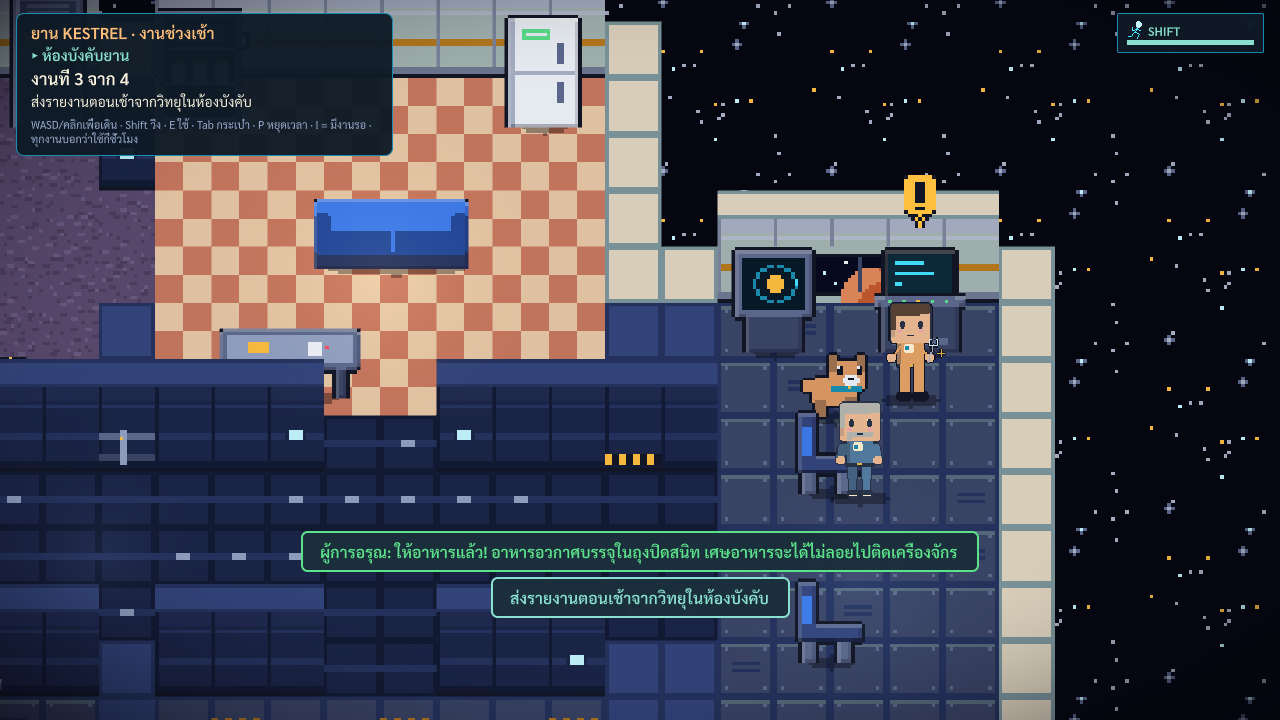 ยาน KESTREL · งานช่วงเช้า
▸ ห้องบังคับยาน
งานที่ 3 จาก 4
ส่งรายงานตอนเช้าจากวิทยุในห้องบังคับ
WASD/คลิกเพื่อเดิน · Shift วิ่ง · E ใช้ · Tab กระเป๋า · P หยุดเวลา · ! = มีงานรอ ·
ทุกงานบอกว่าใช้กี่ชั่วโมง
SHIFT
ผู้การอรุณ: ให้อาหารแล้ว! อาหารอวกาศบรรจุในถุงปิดสนิท เศษอาหารจะได้ไม่ลอยไปติดเครื่องจักร
ส่งรายงานตอนเช้าจากวิทยุในห้องบังคับ